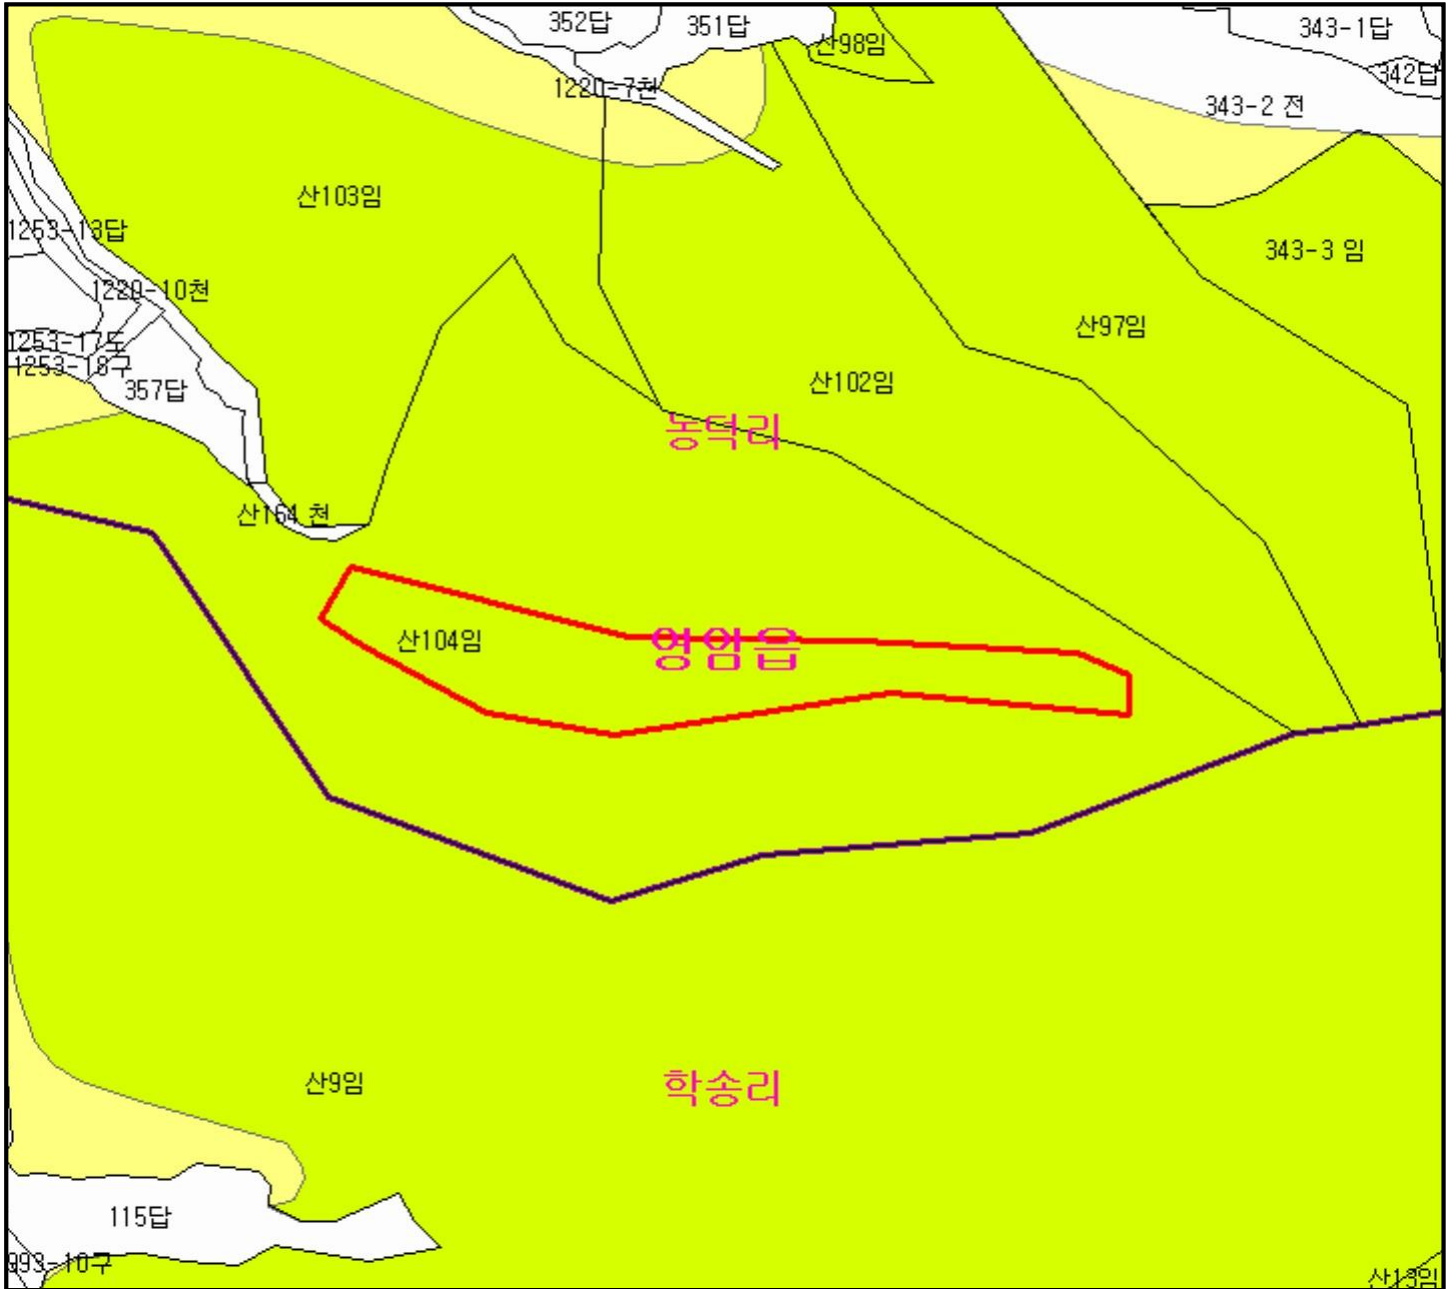 352답
351답
산98임
343-1답
342답
1220-7천
343-2 전
산103임
1253-13답
343-3 임
1220-10천
산97임
1253-17도
1253-18구
357답
산102임
농덕리
산164 천
산104임
영암읍
산9임
학송리
115답
993-10구
산13임